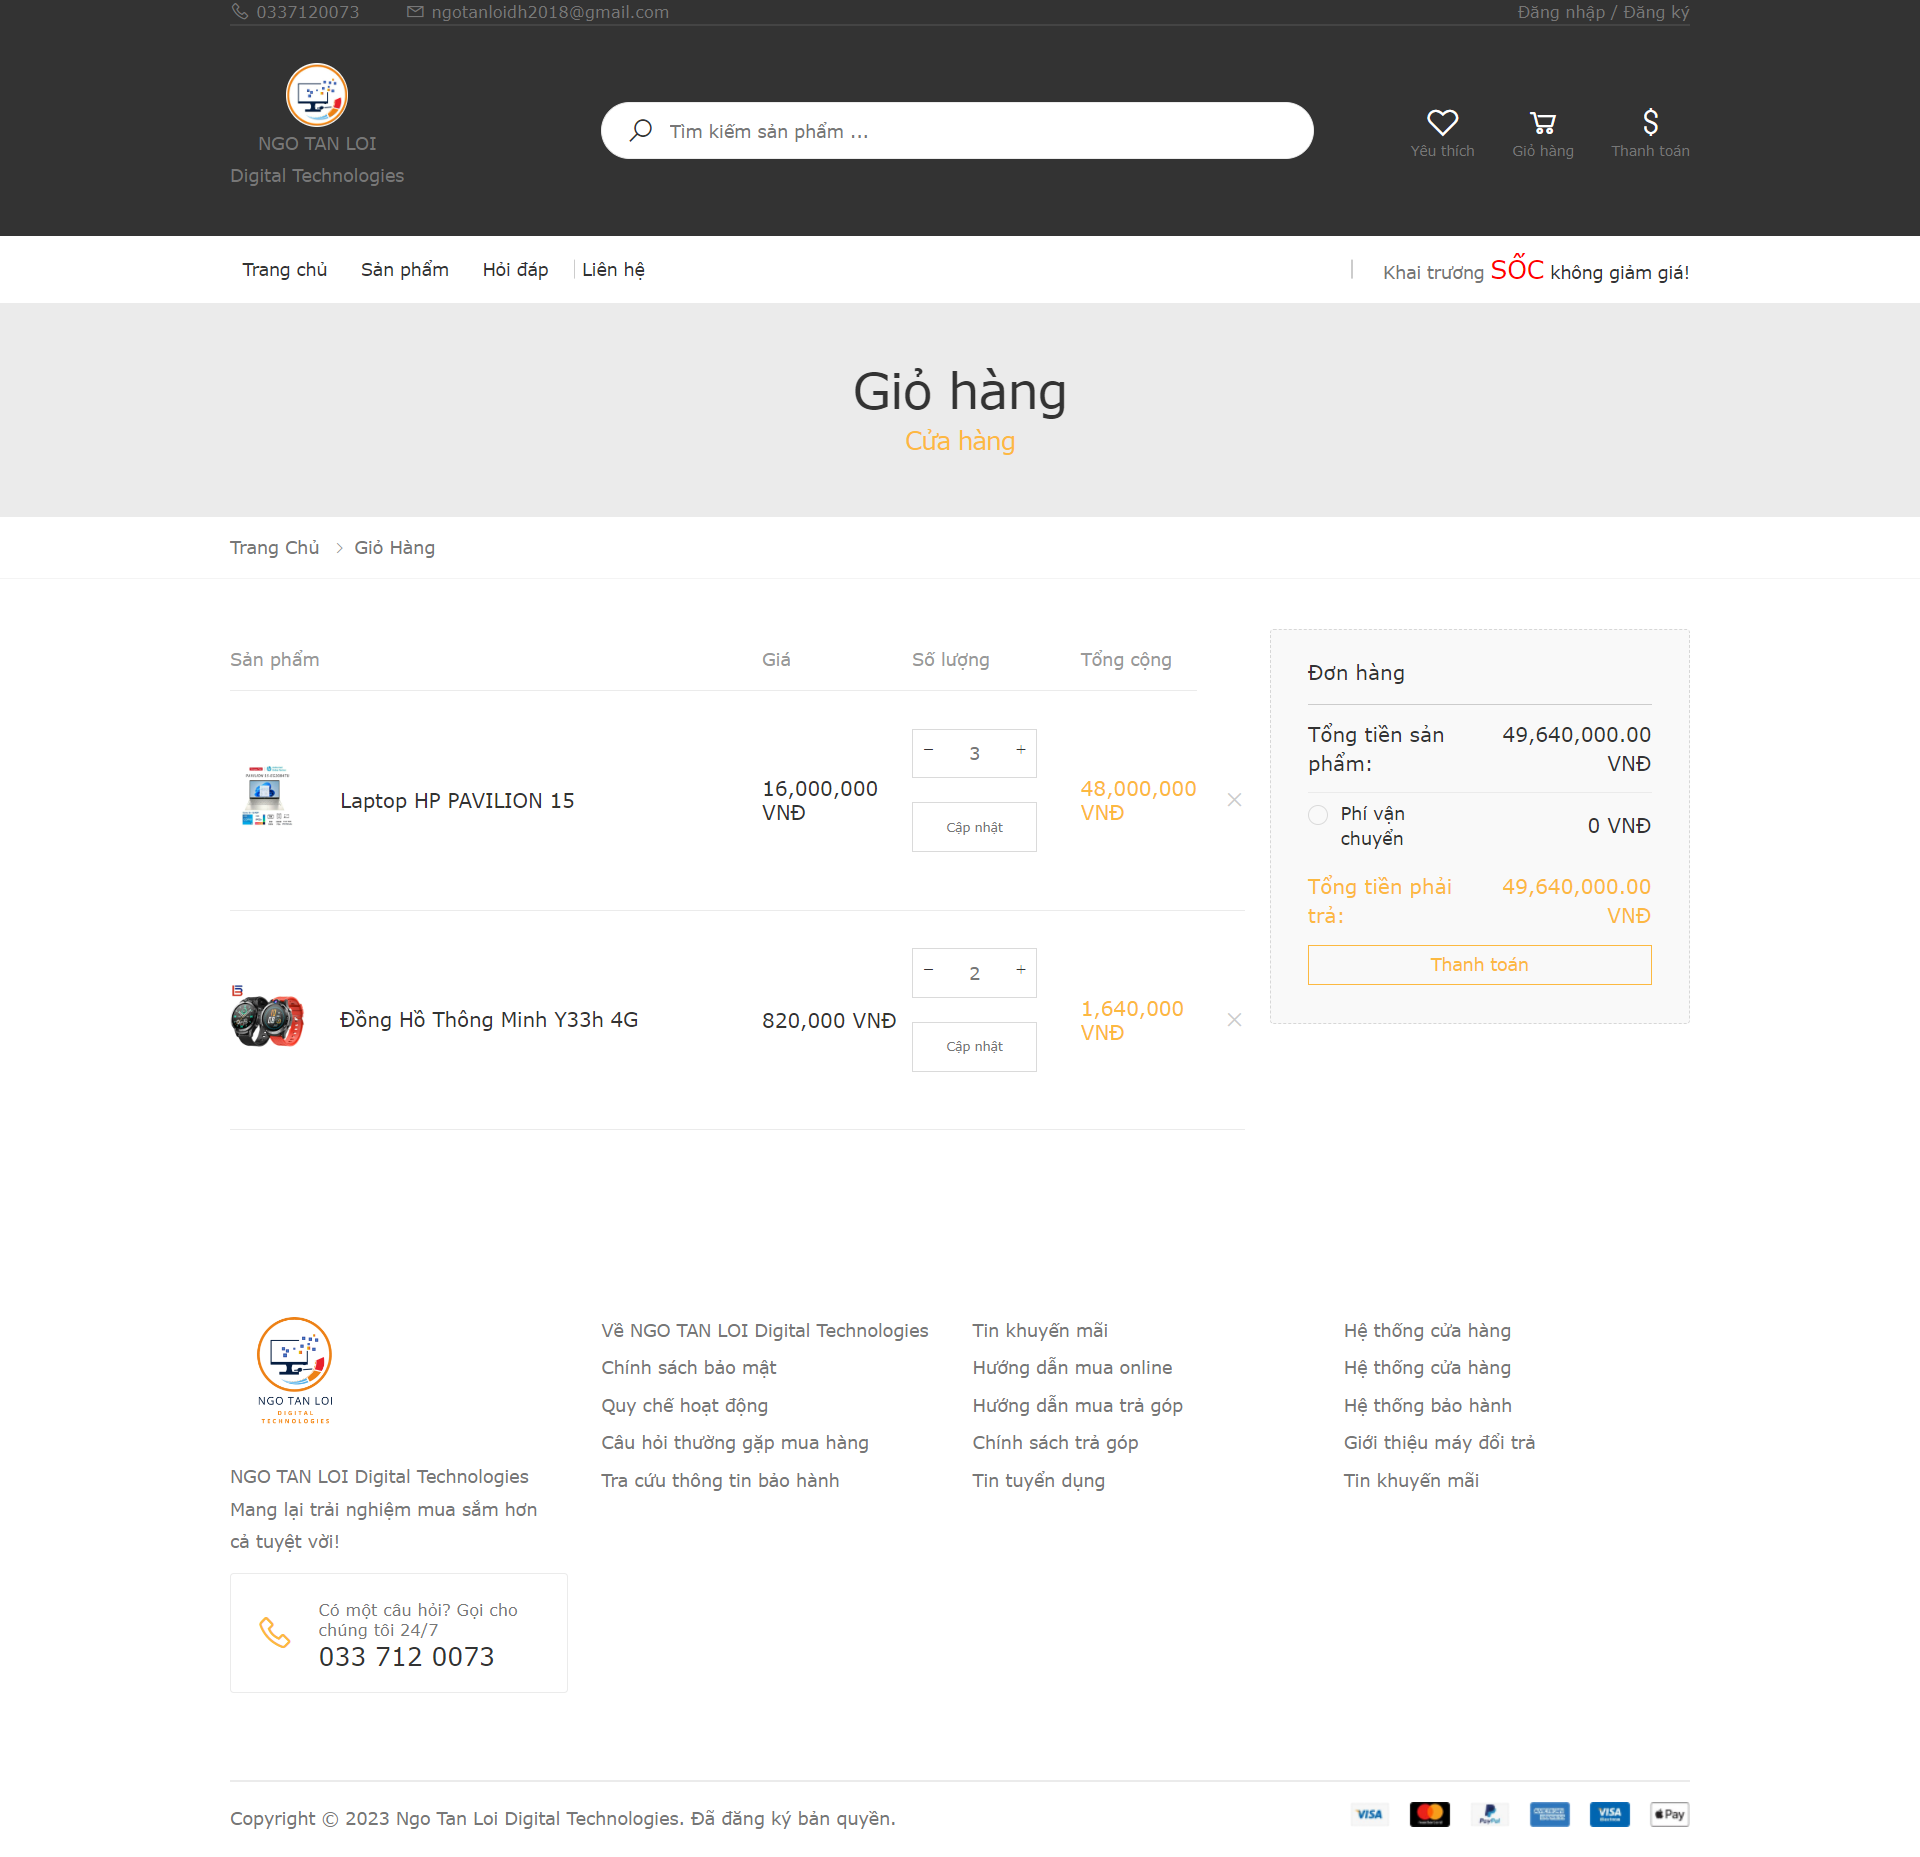 0337120073 ngotanloidh2018@gmail.com Đăng nhập / Đăng ký
NGO TAN LOI
Digital Technologies
Tìm kiếm sản phẩm ...
Yêu thích Giỏ hàng Thanh toán
Trang chủ Sản phẩm Hỏi đáp Liên hệ Khai trương SỐC không giảm giá!
Giỏ hàng
Cửa hàng
Trang Chủ Giỏ Hàng
Sản phẩm Giá Số lượng Tổng cộng
Laptop HP PAVILION 15
16,000,000
VNĐ
− 3 +
Cập nhật
48,000,000
VNĐ
Đồng Hồ Thông Minh Y33h 4G
820,000 VNĐ
− 2 +
Cập nhật
1,640,000
VNĐ
Đơn hàng
Tổng tiền sản
phẩm:
49,640,000.00
VNĐ
Phí vận
chuyển
0 VNĐ
Tổng tiền phải
trả:
49,640,000.00
VNĐ
Thanh toán
NGO TAN LOI
DIGITAL
TECHNOLOGIES
NGO TAN LOI Digital Technologies
Mang lại trải nghiệm mua sắm hơn
cả tuyệt vời!
Có một câu hỏi? Gọi cho
chúng tôi 24/7
033 712 0073
Về NGO TAN LOI Digital Technologies
Chính sách bảo mật
Quy chế hoạt động
Câu hỏi thường gặp mua hàng
Tra cứu thông tin bảo hành
Tin khuyến mãi
Hướng dẫn mua online
Hướng dẫn mua trả góp
Chính sách trả góp
Tin tuyển dụng
Hệ thống cửa hàng
Hệ thống cửa hàng
Hệ thống bảo hành
Giới thiệu máy đổi trả
Tin khuyến mãi
Copyright © 2023 Ngo Tan Loi Digital Technologies. Đã đăng ký bản quyền.
VISA PayPal VISA Pay